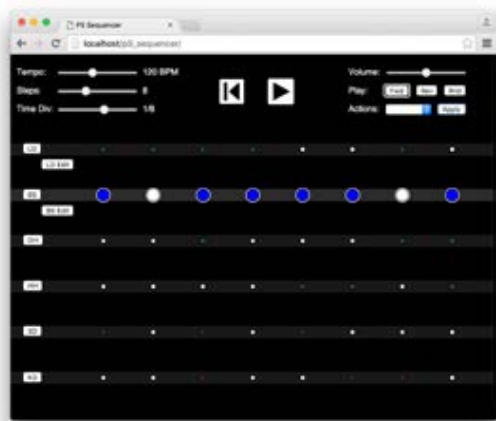 P5 Sequencer
localhost/p5_sequencer/
Tempo: 120 BPM
Steps: 8
Time Div: 1/8
Volume:
Play: Fwd Rev Rnd
Actions: Apply
LD
LD Edit
BS
BS Edit
OH
HH
SD
KD